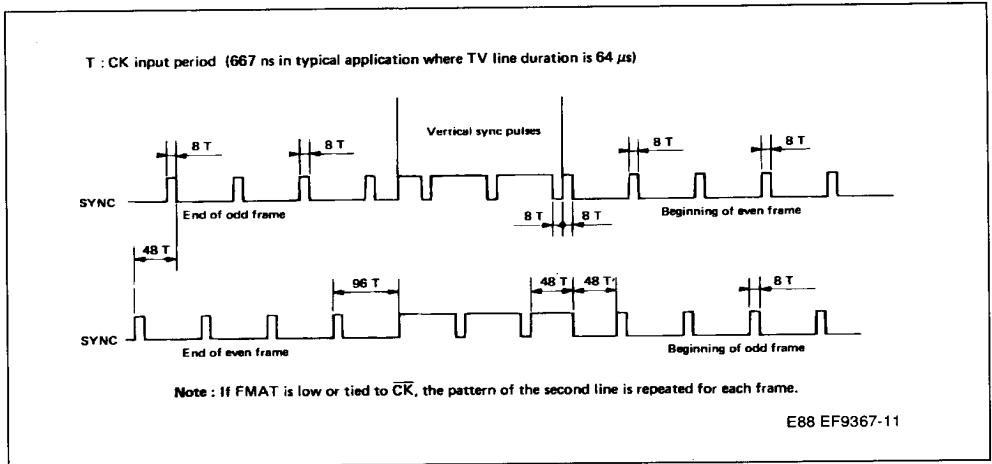 T : CK input period (667 ns in typical application where TV line duration is 64 µs)
Vertical sync pulses
8 T
8 T
8 T
8 T
SYNC
End of odd frame
8 T
8 T
Beginning of even frame
48 T
96 T
48 T
48 T
8 T
SYNC
End of even frame
Beginning of odd frame
Note : If FMAT is low or tied to C̅K̅, the pattern of the second line is repeated for each frame.
E88 EF9367-11